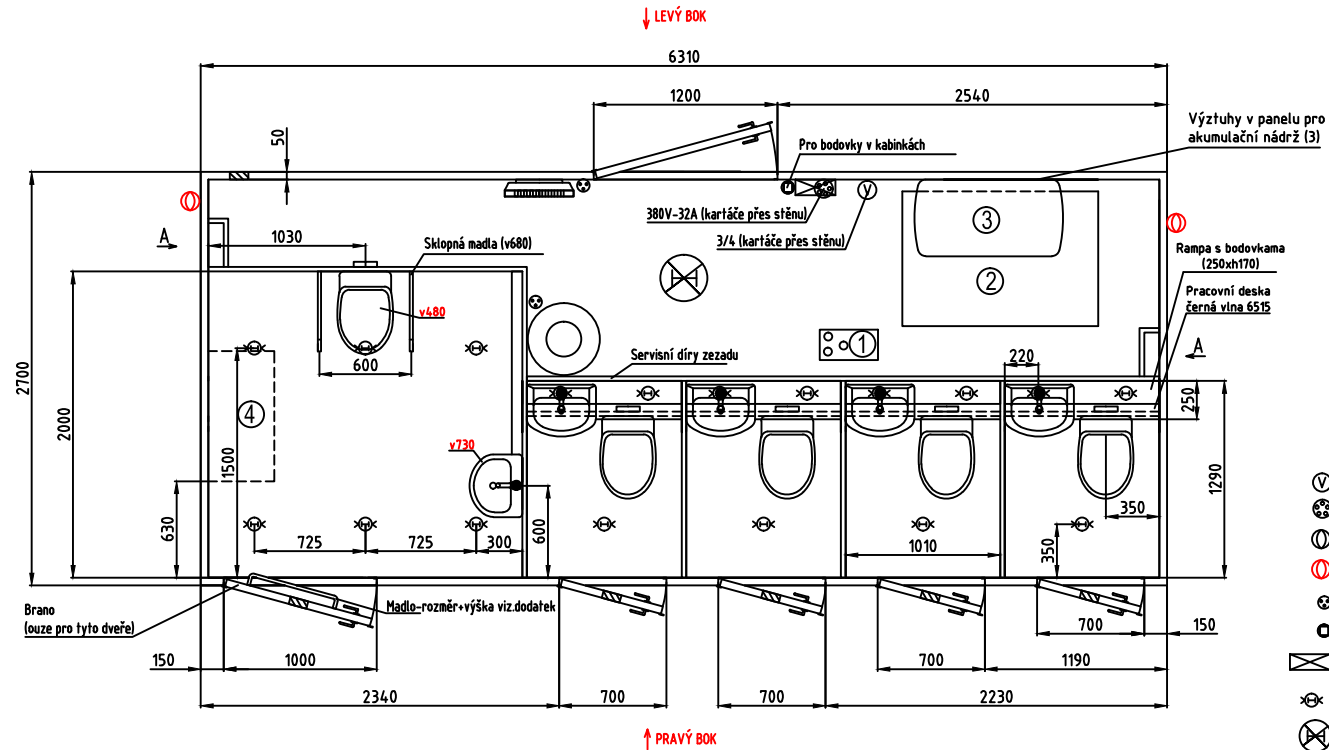 LEVÝ BOK
6310
1200
2540
50
Pro bodovky v kabinkách
Výztuhy v panelu pro
akumulační nádrž (3)
380V-32A (kartáče přes stěnu)
V
3
3/4 (kartáče přes stěnu)
A
1030
Sklopná madla (v680)
Rampa s bodovkama
(250xh170)
2
Pracovní deska
černá vlna 6515
v480
1
A
Servisní díry zezadu
220
600
2700
2000
4
1500
250
1290
v730
630
600
350
V
725
725
300
1010
350
Brano
(ouze pro tyto dveře)
Madlo-rozměr+výška viz.dodatek
700
150
150
1000
700
1190
2340
700
700
2230
PRAVÝ BOK